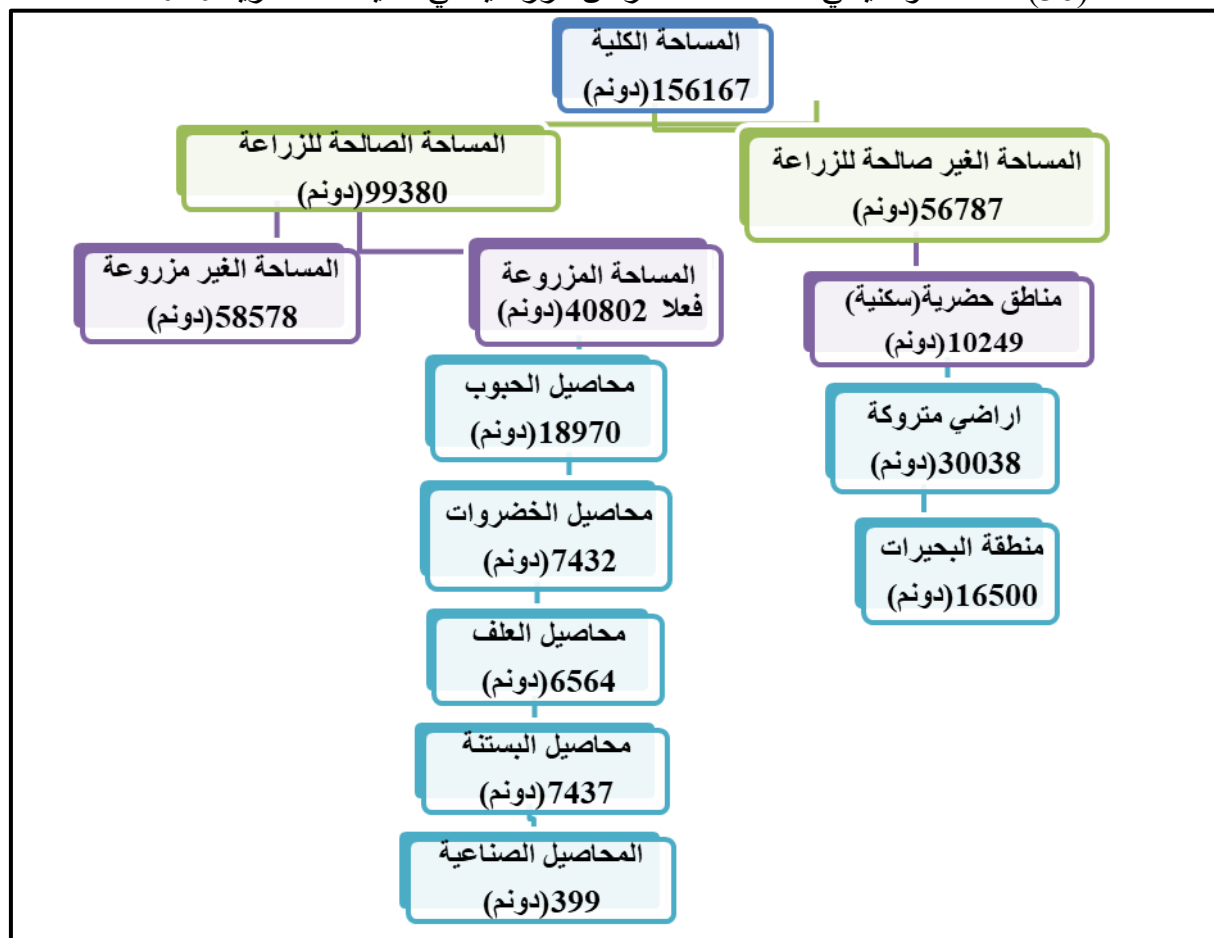 المساحة الكلية
156167(دونم)
المساحة الصالحة للزراعة
99380(دونم)
المساحة الغير صالحة للزراعة
56787(دونم)
المساحة الغير مزروعة
58578(دونم)
المساحة المزروعة
فعلا 40802(دونم)
مناطق حضرية(سكنية)
10249(دونم)
محاصيل الحبوب
18970(دونم)
اراضي متروكة
30038(دونم)
محاصيل الخضروات
7432(دونم)
منطقة البحيرات
16500(دونم)
محاصيل العلف
6564(دونم)
محاصيل البستنة
7437(دونم)
المحاصيل الصناعية
399(دونم)